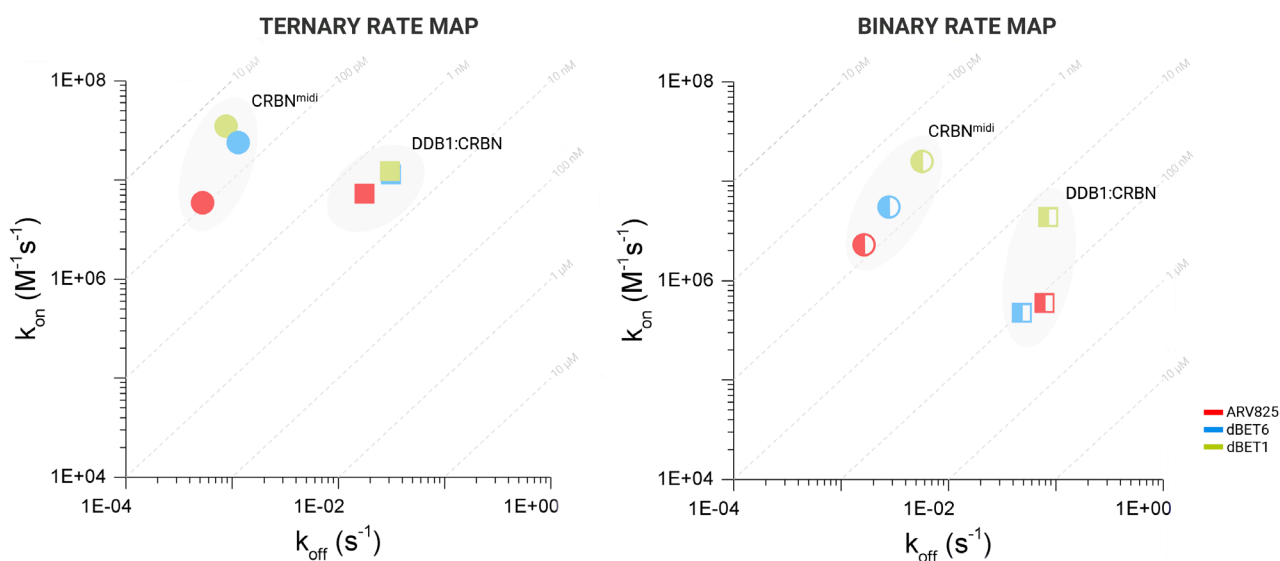 TERNARY RATE MAP
10 pM
100 pM
1 nM
10 nM
1E+08
CRBN^midi
DDB1:CRBN
100 nM
1E+06
1 µM
10 µM
1E+04
1E-04
1E-02
1E+00
k_on (M^-1 s^-1)
k_off (s^-1)
BINARY RATE MAP
10 pM
100 pM
1 nM
10 nM
1E+08
CRBN^midi
DDB1:CRBN
100 nM
1E+06
1 µM
10 µM
1E+04
1E-04
1E-02
1E+00
k_on (M^-1 s^-1)
k_off (s^-1)
ARV825
dBET6
dBET1